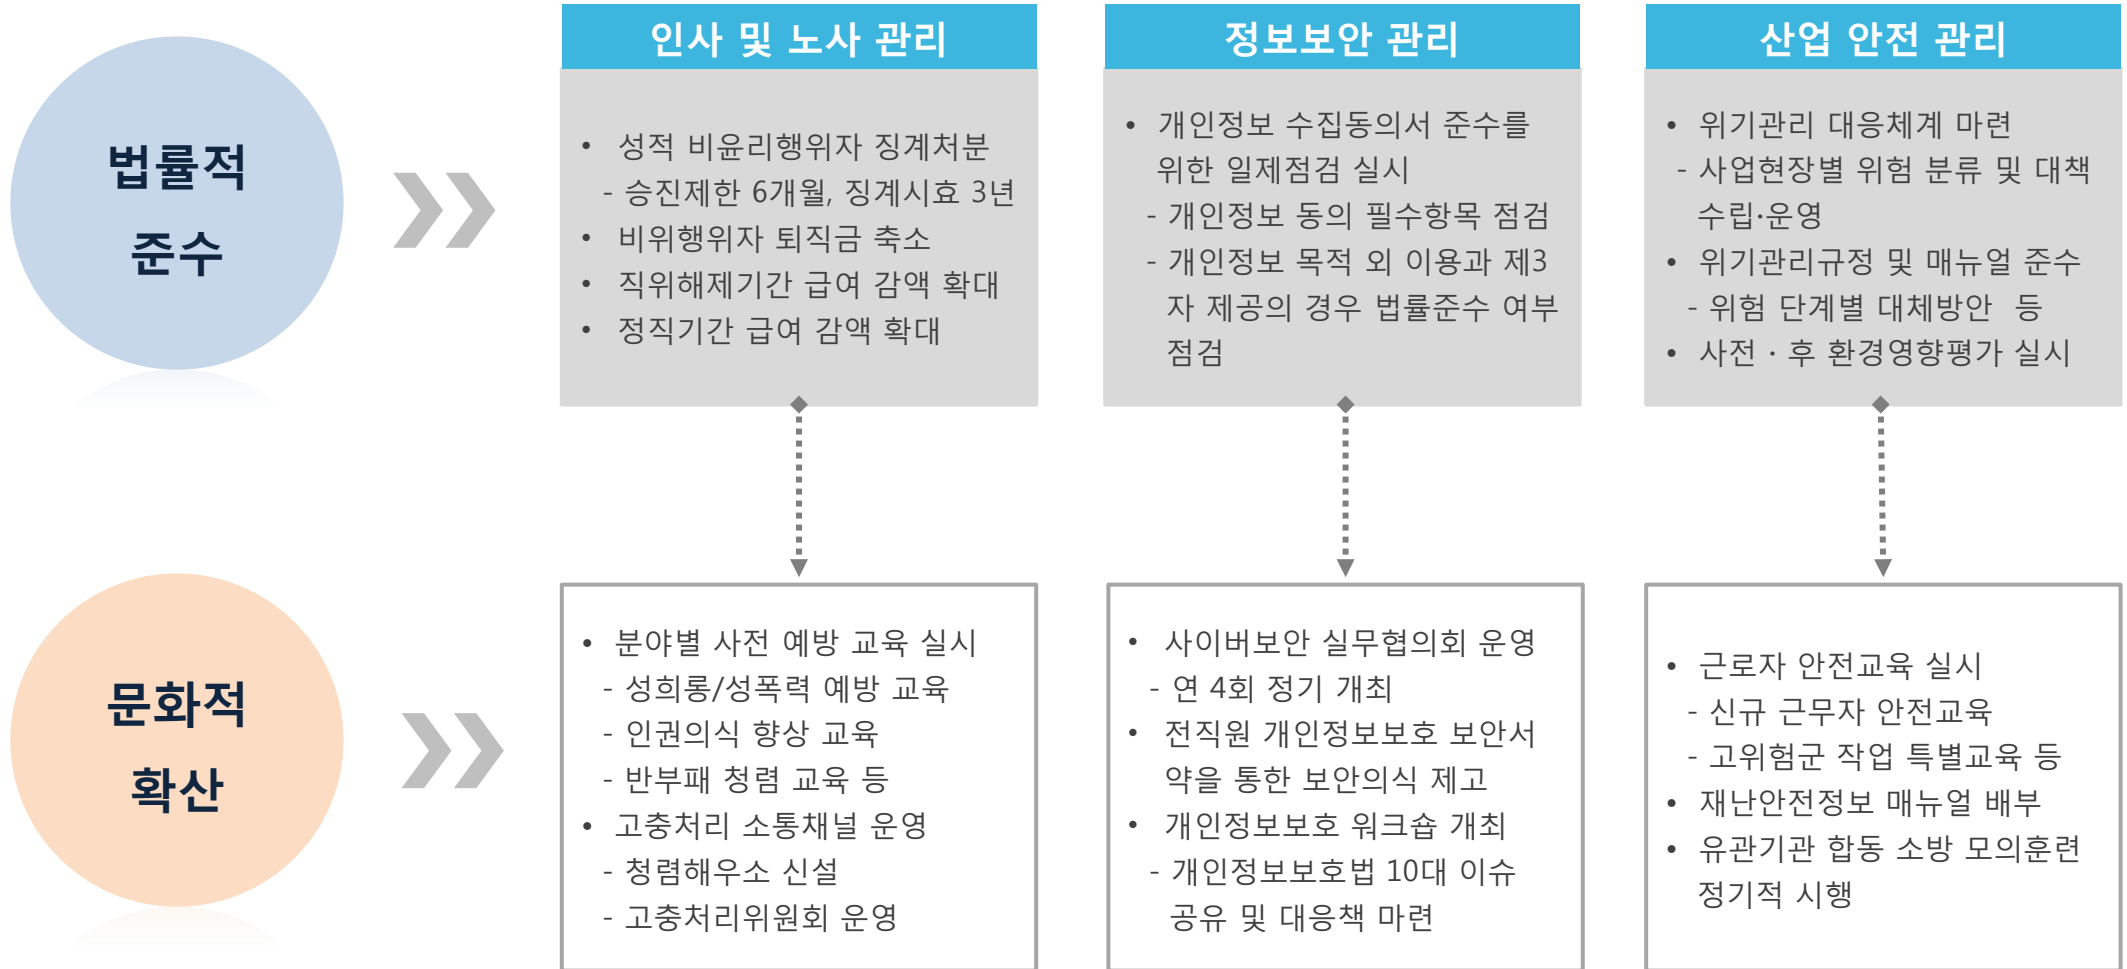 인사 및 노사 관리
정보보안 관리
산업 안전 관리
법률적
준수
• 성적 비윤리행위자 징계처분
- 승진제한 6개월, 징계시효 3년
• 비위행위자 퇴직금 축소
• 직위해제기간 급여 감액 확대
• 정직기간 급여 감액 확대
• 개인정보 수집동의서 준수를
위한 일제점검 실시
- 개인정보 동의 필수항목 점검
- 개인정보 목적 외 이용과 제3
자 제공의 경우 법률준수 여부
점검
• 위기관리 대응체계 마련
- 사업현장별 위험 분류 및 대책
수립·운영
• 위기관리규정 및 매뉴얼 준수
- 위험 단계별 대체방안 등
• 사전 · 후 환경영향평가 실시
문화적
확산
• 분야별 사전 예방 교육 실시
- 성희롱/성폭력 예방 교육
- 인권의식 향상 교육
- 반부패 청렴 교육 등
• 고충처리 소통채널 운영
- 청렴해우소 신설
- 고충처리위원회 운영
• 사이버보안 실무협의회 운영
- 연 4회 정기 개최
• 전직원 개인정보보호 보안서
약을 통한 보안의식 제고
• 개인정보보호 워크숍 개최
- 개인정보보호법 10대 이슈
공유 및 대응책 마련
• 근로자 안전교육 실시
- 신규 근무자 안전교육
- 고위험군 작업 특별교육 등
• 재난안전정보 매뉴얼 배부
• 유관기관 합동 소방 모의훈련
정기적 시행